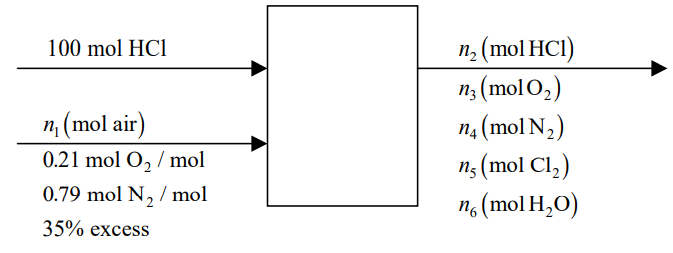 100 mol HCl
n₁ (mol air)
0.21 mol O₂ / mol
0.79 mol N₂ / mol
35% excess
n₂ (mol HCl)
n₃ (mol O₂)
n₄ (mol N₂)
n₅ (mol Cl₂)
n₆ (mol H₂O)